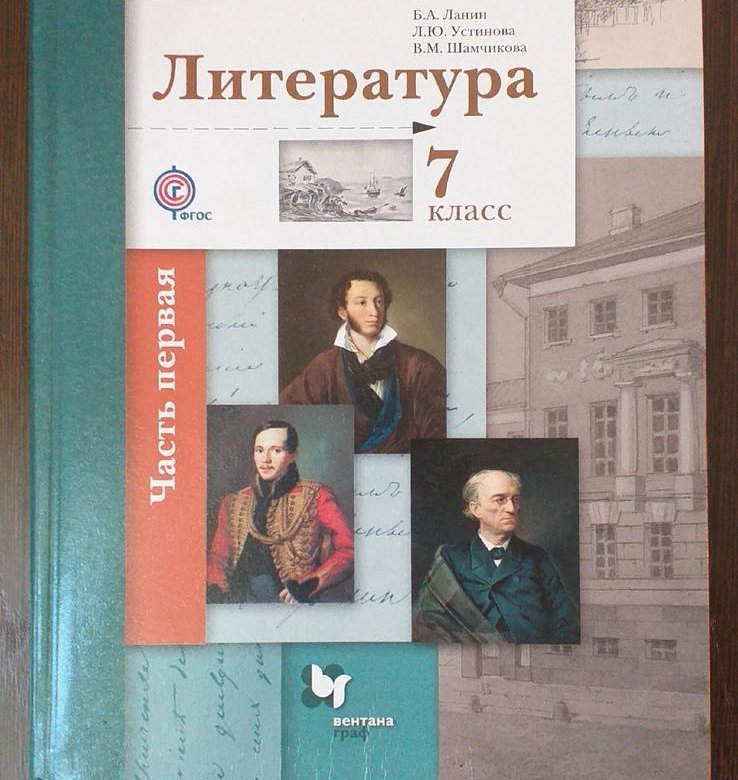 Б.А. Ланин
Л.Ю. Устинова
В.М. Шамчикова
Литература
7
класс
ФГОС
Часть первая
вентана
граф